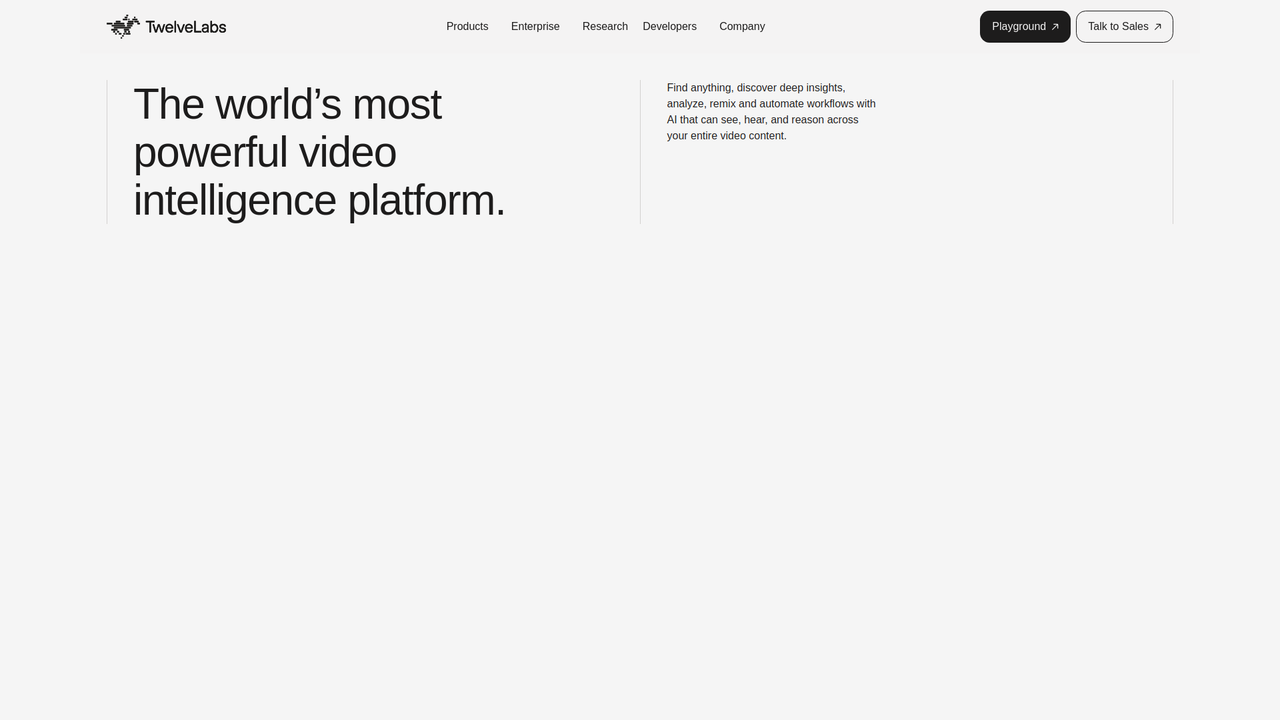 TwelveLabs
Products
Enterprise
Research
Developers
Company
Playground
Talk to Sales
The world’s most
powerful video
intelligence platform.
Find anything, discover deep insights,
analyze, remix and automate workflows with
AI that can see, hear, and reason across
your entire video content.